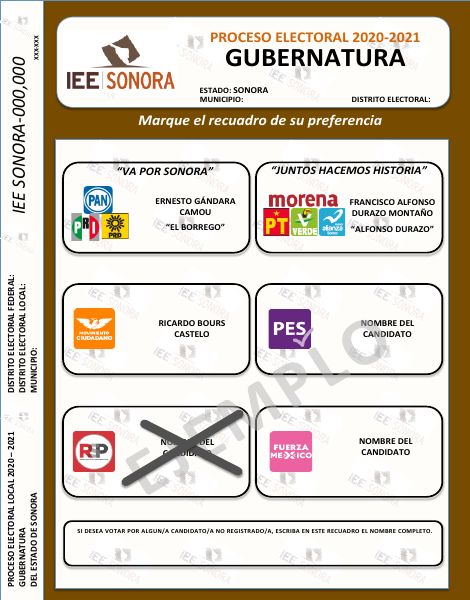 PROCESO ELECTORAL 2020-2021
GUBERNATURA
IEE SONORA
ESTADO: SONORA
MUNICIPIO:
DISTRITO ELECTORAL:
Marque el recuadro de su preferencia
"VA POR SONORA"
PAN
PRI
PRD
ERNESTO GÁNDARA
CAMOU
"EL BORREGO"
"JUNTOS HACEMOS HISTORIA"
morena
PT
VERDE
alianza
FRANCISCO ALFONSO
DURAZO MONTAÑO
"ALFONSO DURAZO"
MOVIMIENTO
CIUDADANO
RICARDO BOURS
CASTELO
PES
NOMBRE DEL
CANDIDATO
RSP
NOMBRE DEL
CANDIDATO
FUERZA
MEXICO
NOMBRE DEL
CANDIDATO
EJEMPLO
SI DESEA VOTAR POR ALGUN/A CANDIDATO/A NO REGISTRADO/A, ESCRIBA EN ESTE RECUADRO EL NOMBRE COMPLETO.
IEE SONORA-000,000
XXX-XXX
DISTRITO ELECTORAL FEDERAL:
DISTRITO ELECTORAL LOCAL:
MUNICIPIO:
PROCESO ELECTORAL LOCAL 2020 – 2021
GUBERNATURA
DEL ESTADO DE SONORA